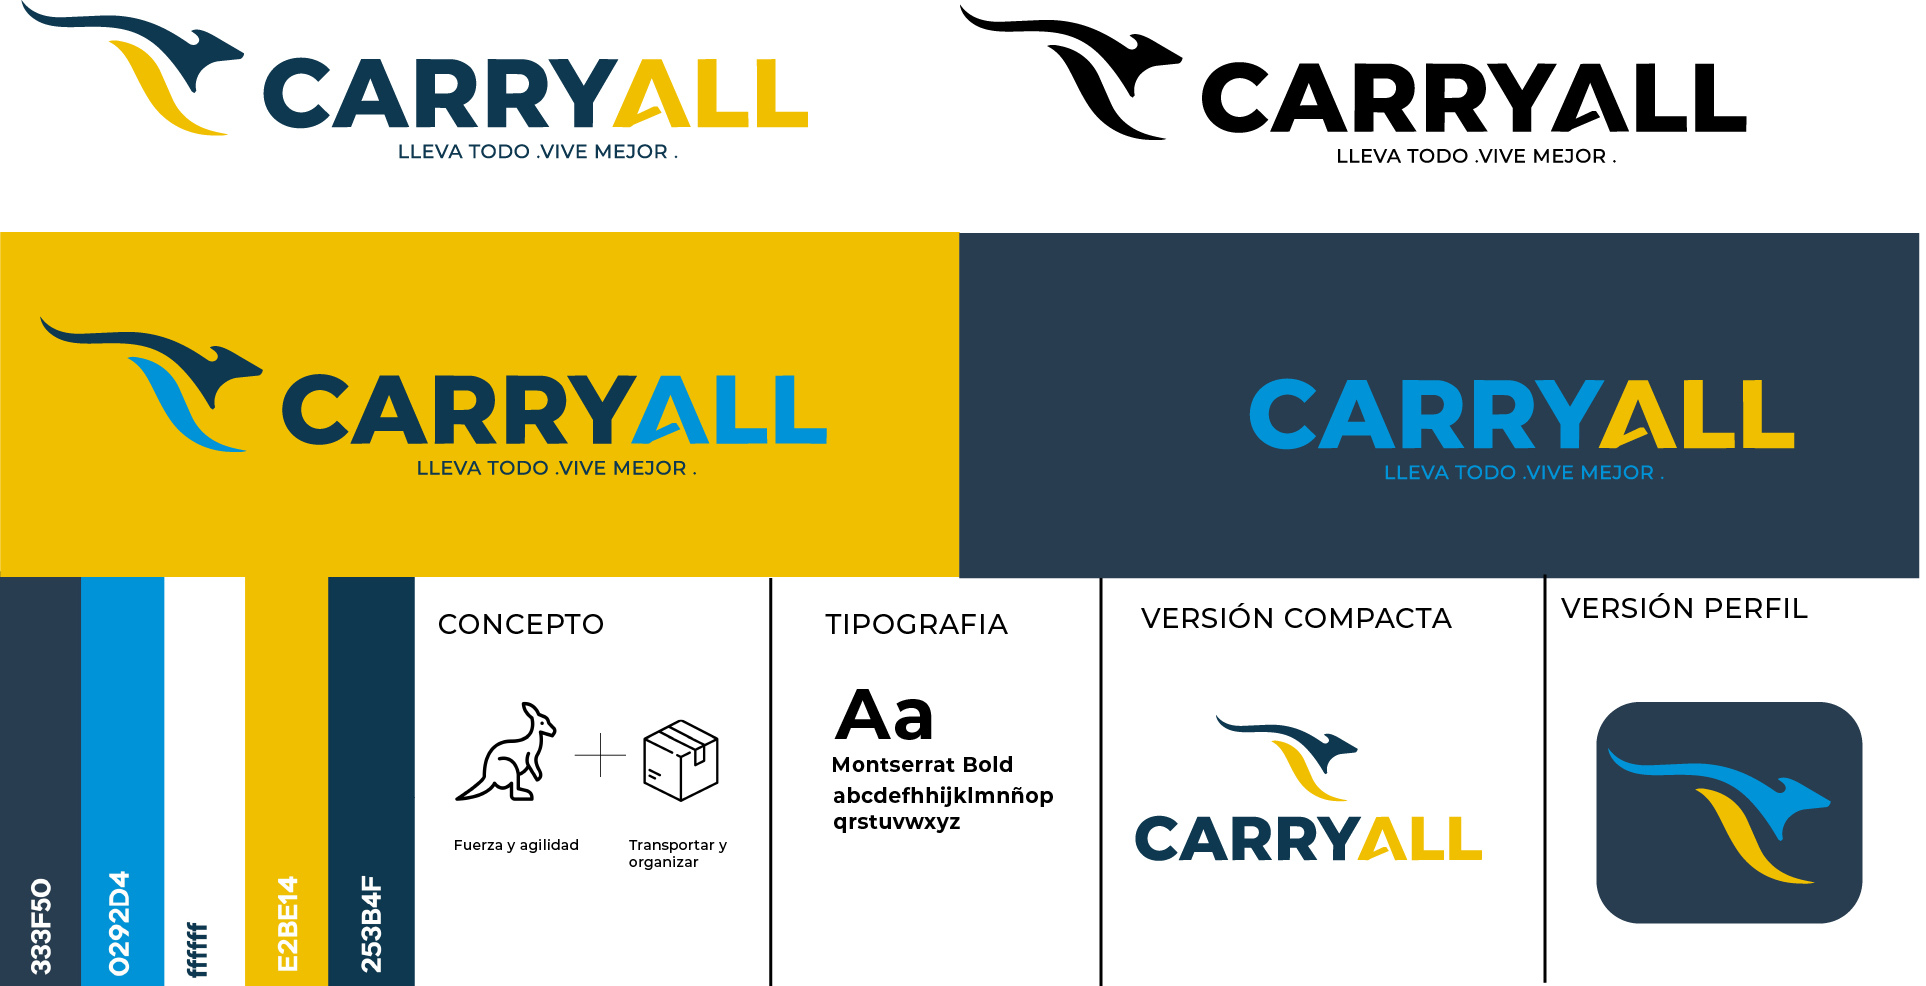 CARRYALL
LLEVA TODO .VIVE MEJOR .
CARRYALL
LLEVA TODO .VIVE MEJOR .
CARRYALL
LLEVA TODO .VIVE MEJOR .
CARRYALL
LLEVA TODO .VIVE MEJOR .
333F50
0292D4
ffffff
E2BE14
253B4F
CONCEPTO
Fuerza y agilidad
Transportar y
organizar
TIPOGRAFIA
Aa
Montserrat Bold
abcdefhhijklmnñop
qrstuvwxyz
VERSIÓN COMPACTA
CARRYALL
VERSIÓN PERFIL